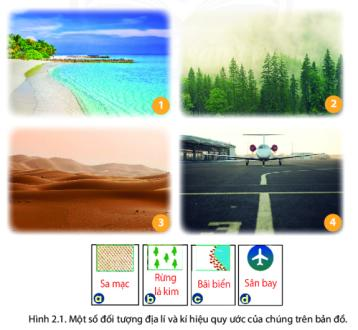 1
2
3
4
Sa mạc
a
Rừng
lá kim
b
Bãi biển
c
Sân bay
d
Hình 2.1. Một số đối tượng địa lí và kí hiệu quy ước của chúng trên bản đồ.